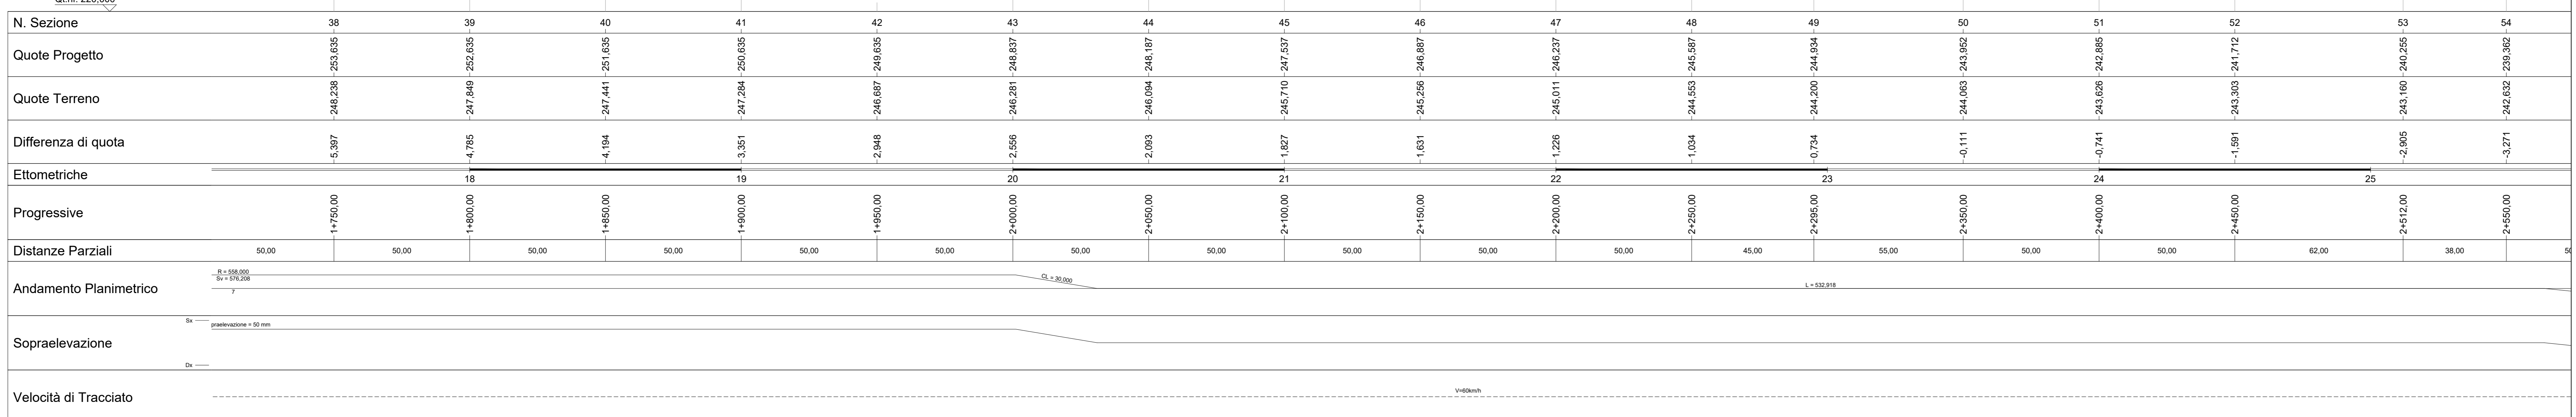 N. Sezione 38 39 40 41 42 43 44 45 46 47 48 49 50 51 52 53 54
Quote Progetto 253,635 252,635 251,635 250,635 249,635 248,837 248,187 247,537 246,887 246,237 245,587 244,934 243,952 242,885 241,712 240,255 239,362
Quote Terreno 248,238 247,849 247,441 247,284 246,687 246,281 246,094 245,710 245,256 245,011 244,553 244,200 244,063 243,626 243,303 243,160 242,632
Differenza di quota 5,397 4,785 4,194 3,351 2,948 2,556 2,093 1,827 1,631 1,226 1,034 0,734 -0,111 -0,741 -1,591 -2,905 -3,271
Ettometriche 18 19 20 21 22 23 24 25
Progressive 1+750,00 1+800,00 1+850,00 1+900,00 1+950,00 2+000,00 2+050,00 2+100,00 2+150,00 2+200,00 2+250,00 2+295,00 2+350,00 2+400,00 2+450,00 2+512,00 2+550,00
Distanze Parziali 50,00 50,00 50,00 50,00 50,00 50,00 50,00 50,00 50,00 50,00 50,00 45,00 55,00 50,00 50,00 62,00 38,00
R = 558,000
Sv = 576,208
7
CL = 30,000
L = 532,918
Andamento Planimetrico
Sx
praelevazione = 50 mm
Sopraelevazione
Dx
V=60km/h
Velocità di Tracciato